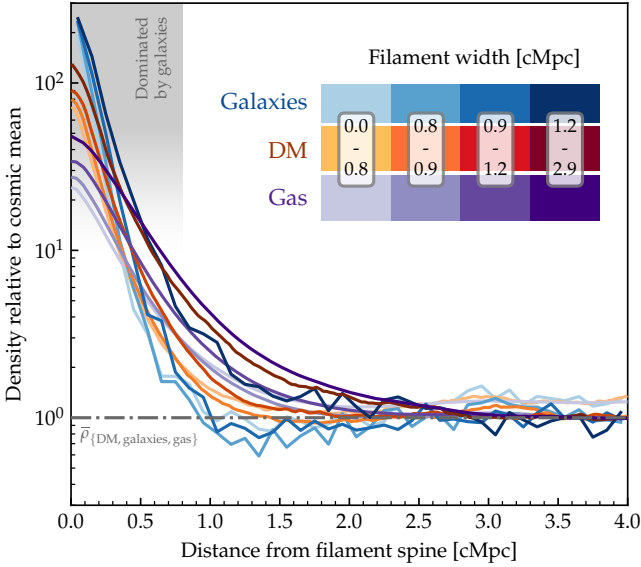 Filament width [cMpc]
Galaxies
DM
Gas
0.0
-
0.8
0.8
-
0.9
0.9
-
1.2
1.2
-
2.9
Dominated
by galaxies
Density relative to cosmic mean
10²
10¹
10⁰
ρ̅{DM, galaxies, gas}
0.0 0.5 1.0 1.5 2.0 2.5 3.0 3.5 4.0
Distance from filament spine [cMpc]